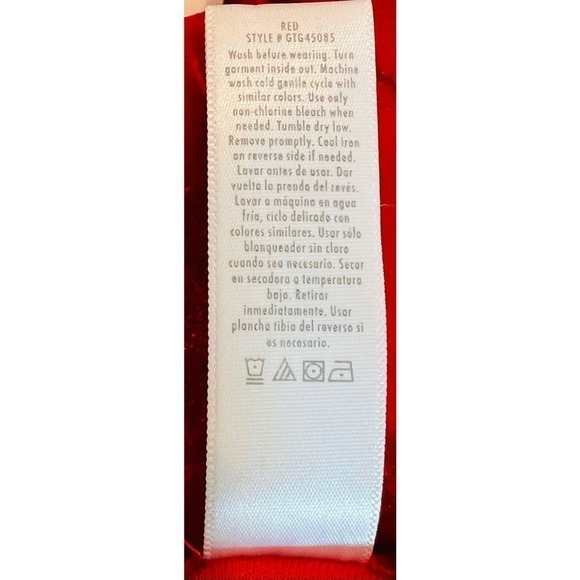 RED
STYLE # GTG45085
Wash before wearing. Turn
garment inside out. Machine
wash cold gentle cycle with
similar colors. Use only
non-chlorine bleach when
needed. Tumble dry low.
Remove promptly. Cool iron
on reverse side if needed.
Lavar antes de usar. Dar
vuelta la prenda del revés.
Lavar a máquina en agua
fría, ciclo delicado con
colores similares. Usar sólo
blanqueador sin cloro
cuando sea necesario. Secar
en secadora a temperatura
baja. Retirar
inmediatamente. Usar
plancha tibia del reverso si
es necesario.